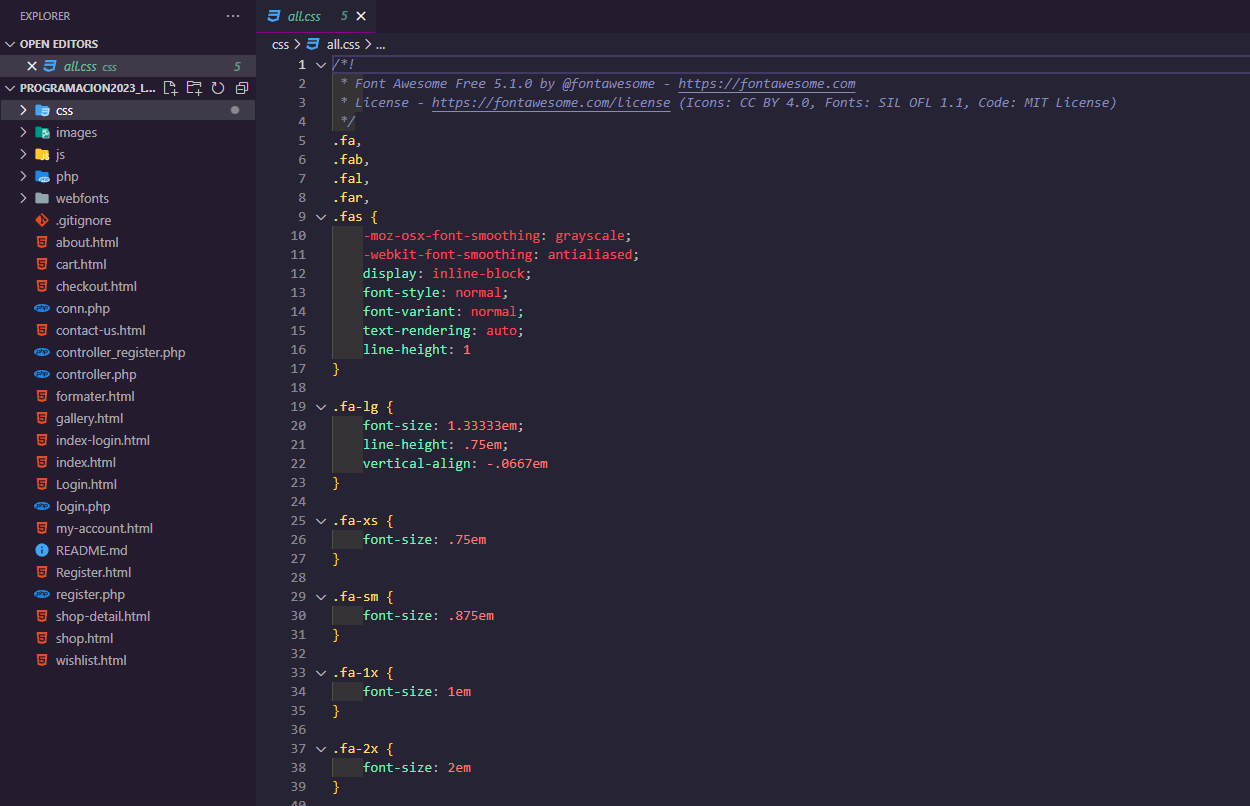 EXPLORER
OPEN EDITORS
all.css css 5
PROGRAMACION2023_L...
css
images
js
php
webfonts
.gitignore
about.html
cart.html
checkout.html
conn.php
contact-us.html
controller_register.php
controller.php
formater.html
gallery.html
index-login.html
index.html
Login.html
login.php
my-account.html
README.md
Register.html
register.php
shop-detail.html
shop.html
wishlist.html
all.css 5
css > all.css > ...
1 /*!
2 * Font Awesome Free 5.1.0 by @fontawesome - https://fontawesome.com
3 * License - https://fontawesome.com/license (Icons: CC BY 4.0, Fonts: SIL OFL 1.1, Code: MIT License)
4 */
5 .fa,
6 .fab,
7 .fal,
8 .far,
9 .fas {
10 -moz-osx-font-smoothing: grayscale;
11 -webkit-font-smoothing: antialiased;
12 display: inline-block;
13 font-style: normal;
14 font-variant: normal;
15 text-rendering: auto;
16 line-height: 1
17 }
18
19 .fa-lg {
20 font-size: 1.33333em;
21 line-height: .75em;
22 vertical-align: -.0667em
23 }
24
25 .fa-xs {
26 font-size: .75em
27 }
28
29 .fa-sm {
30 font-size: .875em
31 }
32
33 .fa-1x {
34 font-size: 1em
35 }
36
37 .fa-2x {
38 font-size: 2em
39 }
40